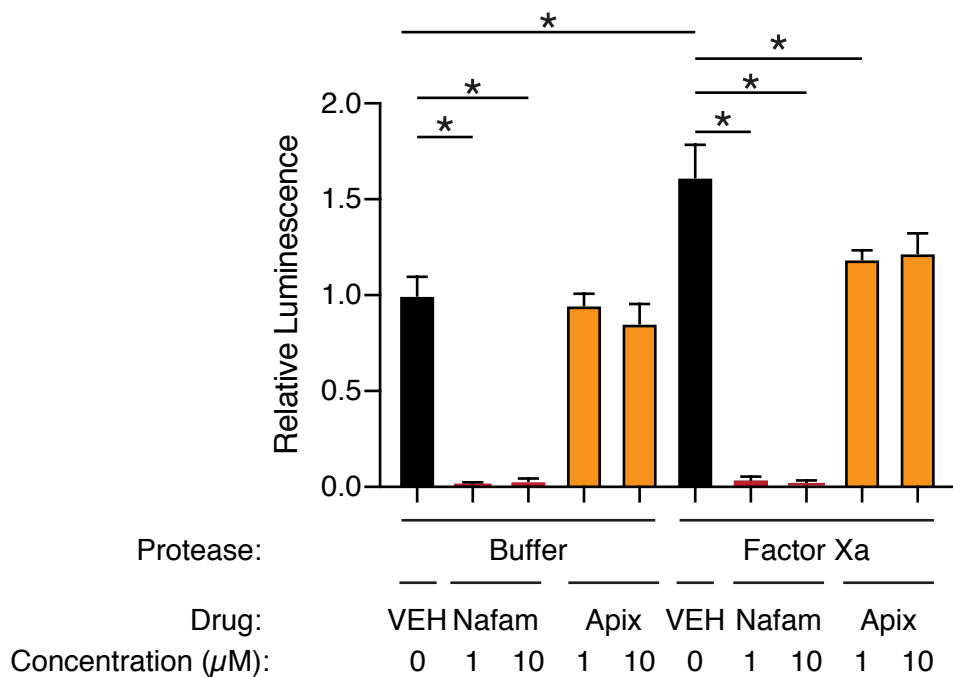 *
*
*
*
*
*
2.0
1.5
1.0
0.5
0.0
Relative Luminescence
Protease: Buffer Factor Xa
Drug: VEH Nafam Apix VEH Nafam Apix
Concentration (µM): 0 1 10 1 10 0 1 10 1 10